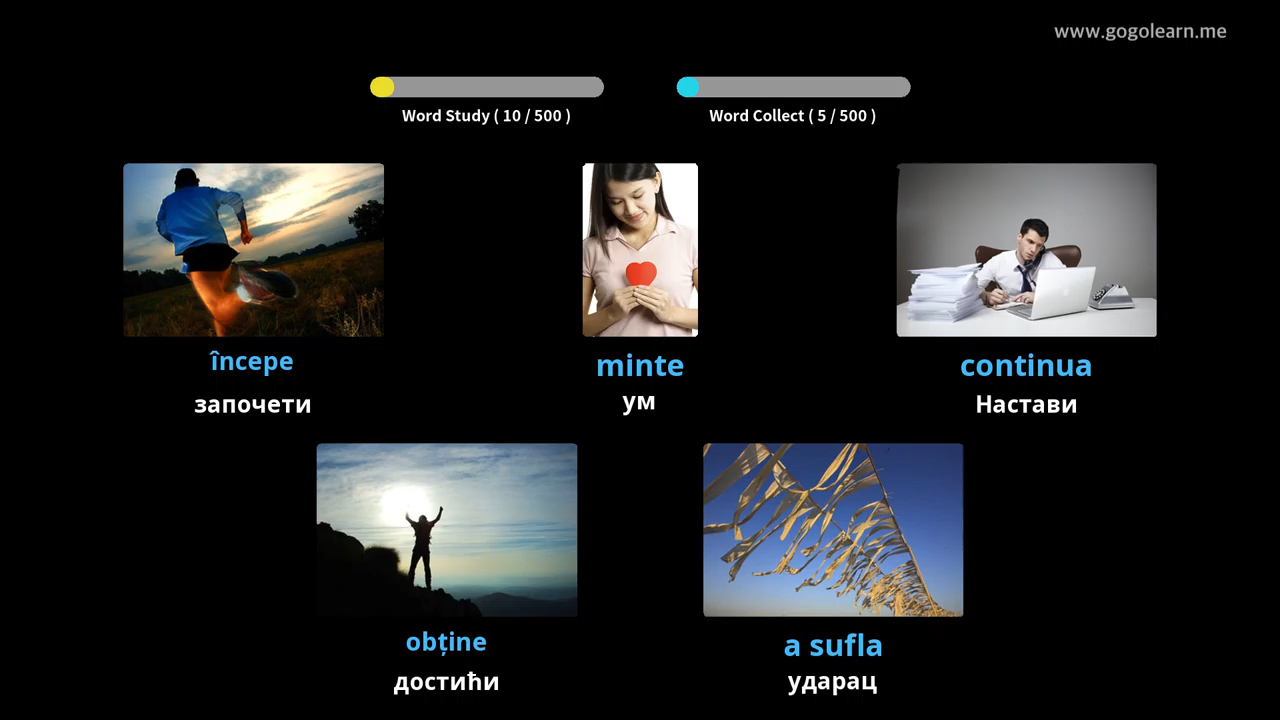 www.gogolearn.me
Word Study ( 10 / 500 )
Word Collect ( 5 / 500 )
începe
започети
minte
ум
continua
Настави
obține
достићи
a sufla
ударац